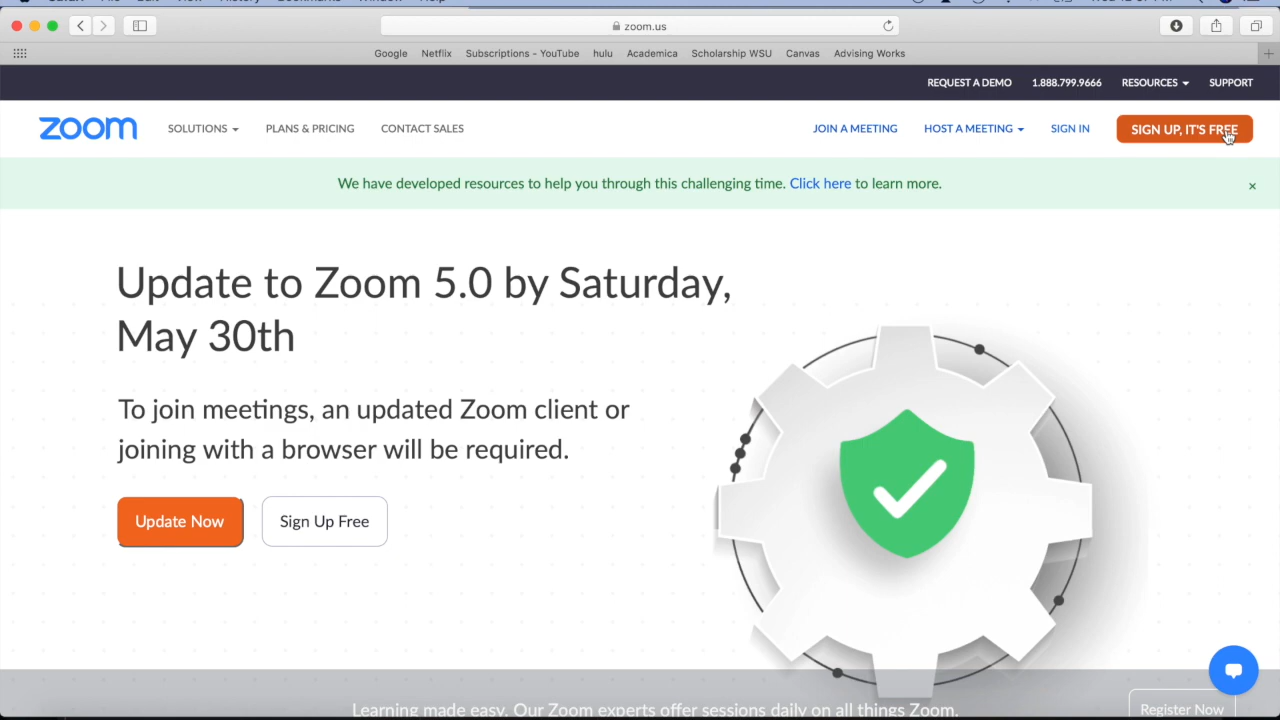 zoom.us
Google Netflix Subscriptions – YouTube hulu Academica Scholarship WSU Canvas Advising Works
REQUEST A DEMO 1.888.799.9666 RESOURCES SUPPORT
zoom SOLUTIONS PLANS & PRICING CONTACT SALES JOIN A MEETING HOST A MEETING SIGN IN SIGN UP, IT'S FREE
We have developed resources to help you through this challenging time. Click here to learn more.
Update to Zoom 5.0 by Saturday,
May 30th
To join meetings, an updated Zoom client or
joining with a browser will be required.
Update Now Sign Up Free
Learning made easy. Our Zoom experts offer sessions daily on all things Zoom. Register Now